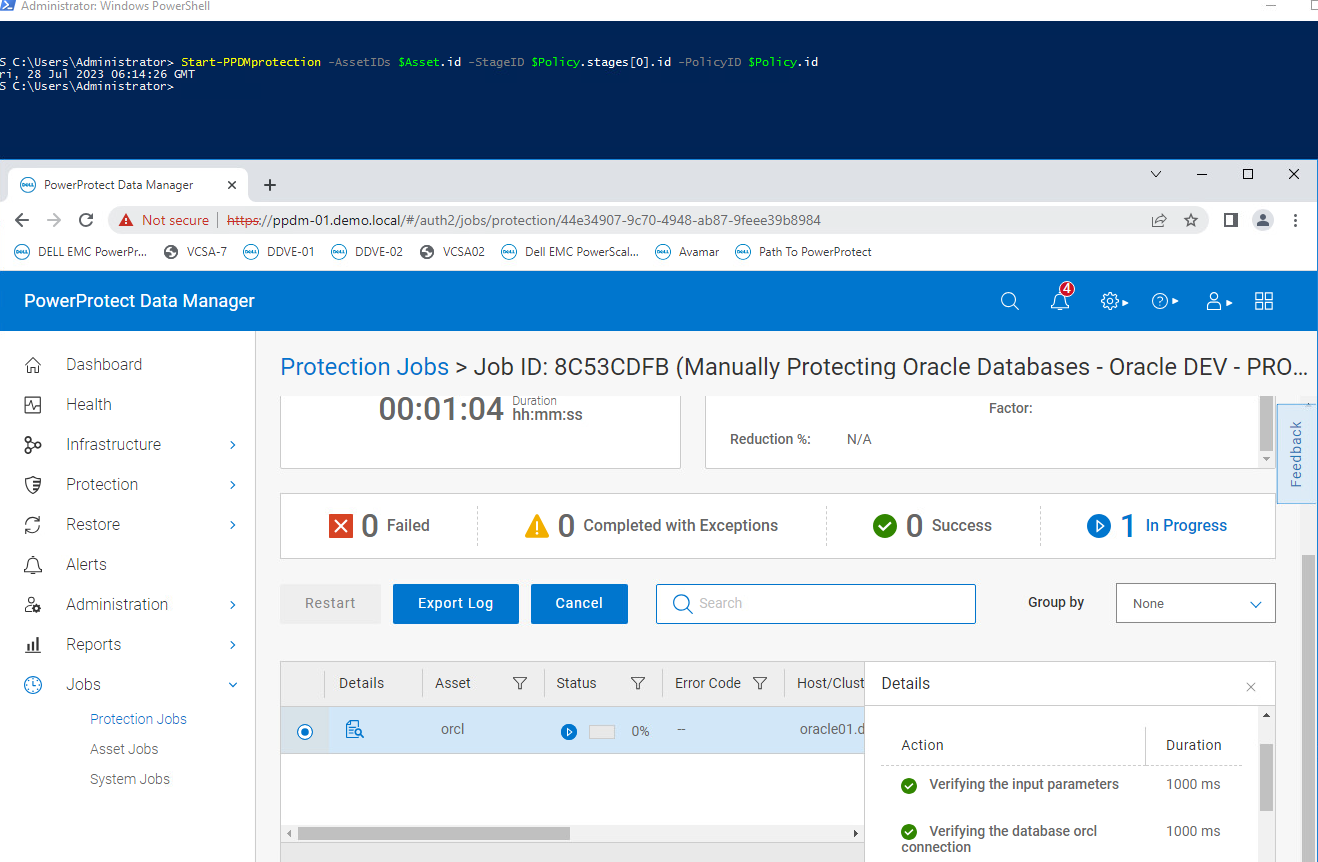 Administrator: Windows PowerShell
S C:\Users\Administrator> Start-PPDMprotection -AssetIDs $Asset.id -StageID $Policy.stages[0].id -PolicyID $Policy.id
ri, 28 Jul 2023 06:14:26 GMT
S C:\Users\Administrator>
DELL PowerProtect Data Manager
Not secure https://ppdm-01.demo.local/#/auth2/jobs/protection/44e34907-9c70-4948-ab87-9feee39b8984
DELL EMC PowerPr... VCSA-7 DDVE-01 DDVE-02 VCSA02 Dell EMC PowerScal... Avamar Path To PowerProtect
PowerProtect Data Manager
4
Dashboard
Health
Infrastructure
Protection
Restore
Alerts
Administration
Reports
Jobs
Protection Jobs
Asset Jobs
System Jobs
Protection Jobs > Job ID: 8C53CDFB (Manually Protecting Oracle Databases - Oracle DEV - PRO...
00:01:04 Duration
hh:mm:ss
Factor:
Reduction %: N/A
Feedback
0 Failed 0 Completed with Exceptions 0 Success 1 In Progress
Restart Export Log Cancel Search Group by None
Details Asset Status Error Code Host/Clust
orcl 0% -- oracle01.d
Details
Action Duration
Verifying the input parameters 1000 ms
Verifying the database orcl 1000 ms
connection